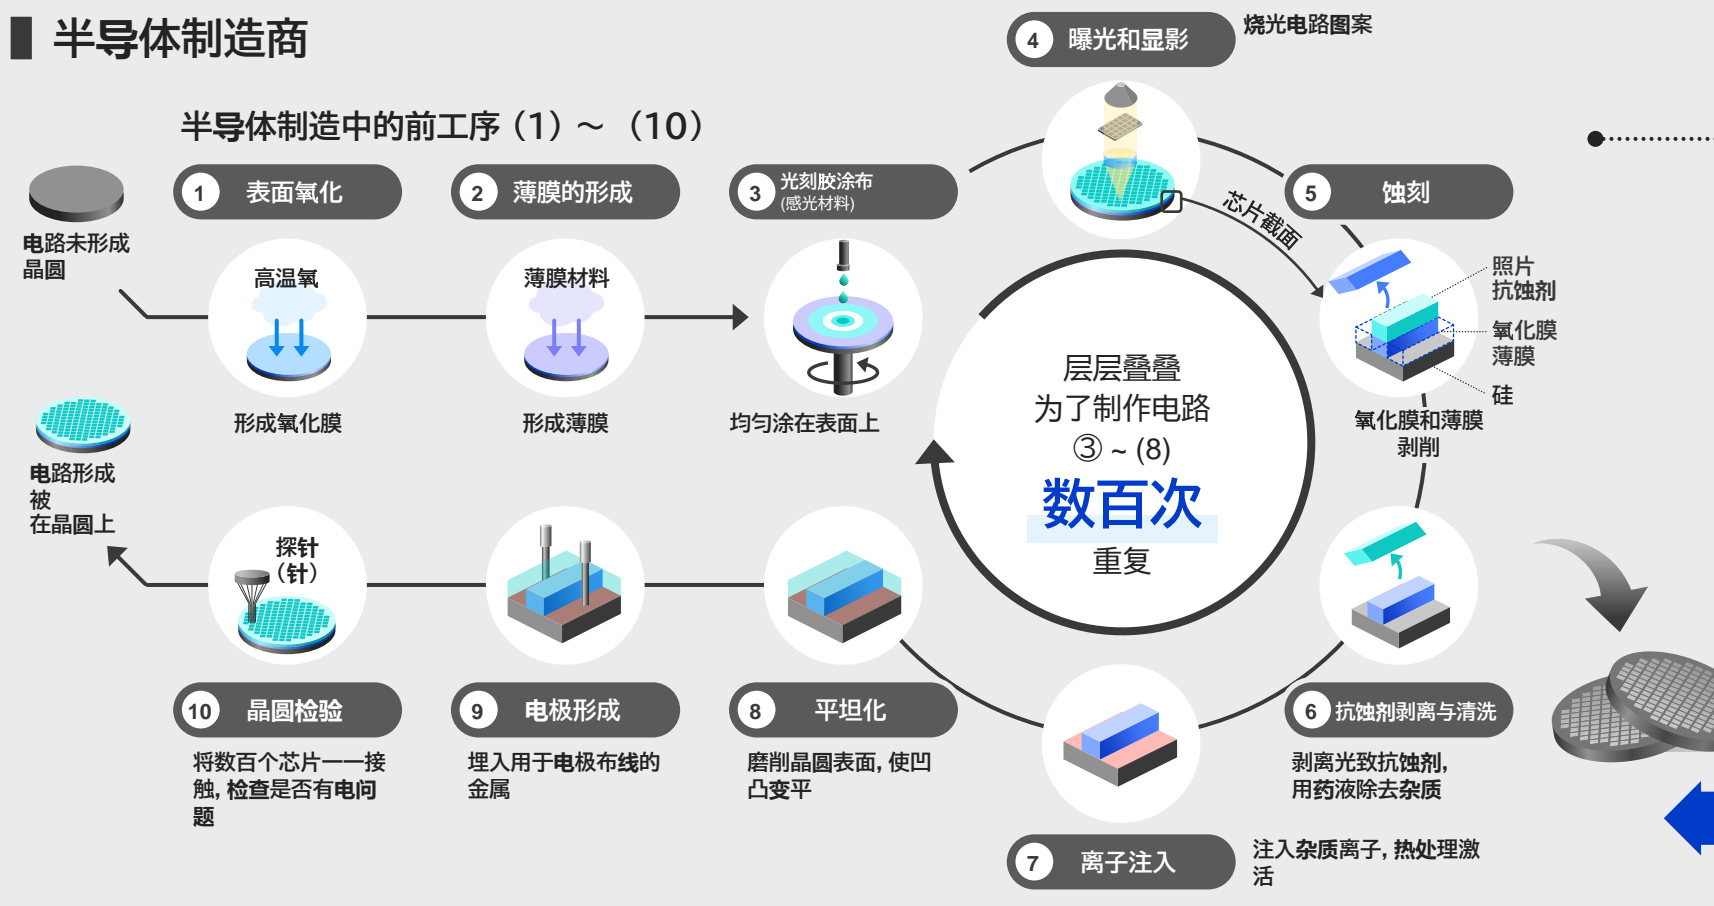 半导体制造商
半导体制造中的前工序（1）～（10）
电路未形成
晶圆
1 表面氧化
高温氧
形成氧化膜
2 薄膜的形成
薄膜材料
形成薄膜
3 光刻胶涂布
(感光材料)
均匀涂在表面上
4 曝光和显影
烧光电路图案
芯片截面
5 蚀刻
照片
抗蚀剂
氧化膜
薄膜
硅
氧化膜和薄膜
剥削
层层叠叠
为了制作电路
③ ~ (8)
数百次
重复
6 抗蚀剂剥离与清洗
剥离光致抗蚀剂,
用药液除去杂质
7 离子注入
注入杂质离子, 热处理激
活
8 平坦化
磨削晶圆表面, 使凹
凸变平
9 电极形成
埋入用于电极布线的
金属
10 晶圆检验
探针
（针）
将数百个芯片一一接
触, 检查是否有电问
题
电路形成
被
在晶圆上